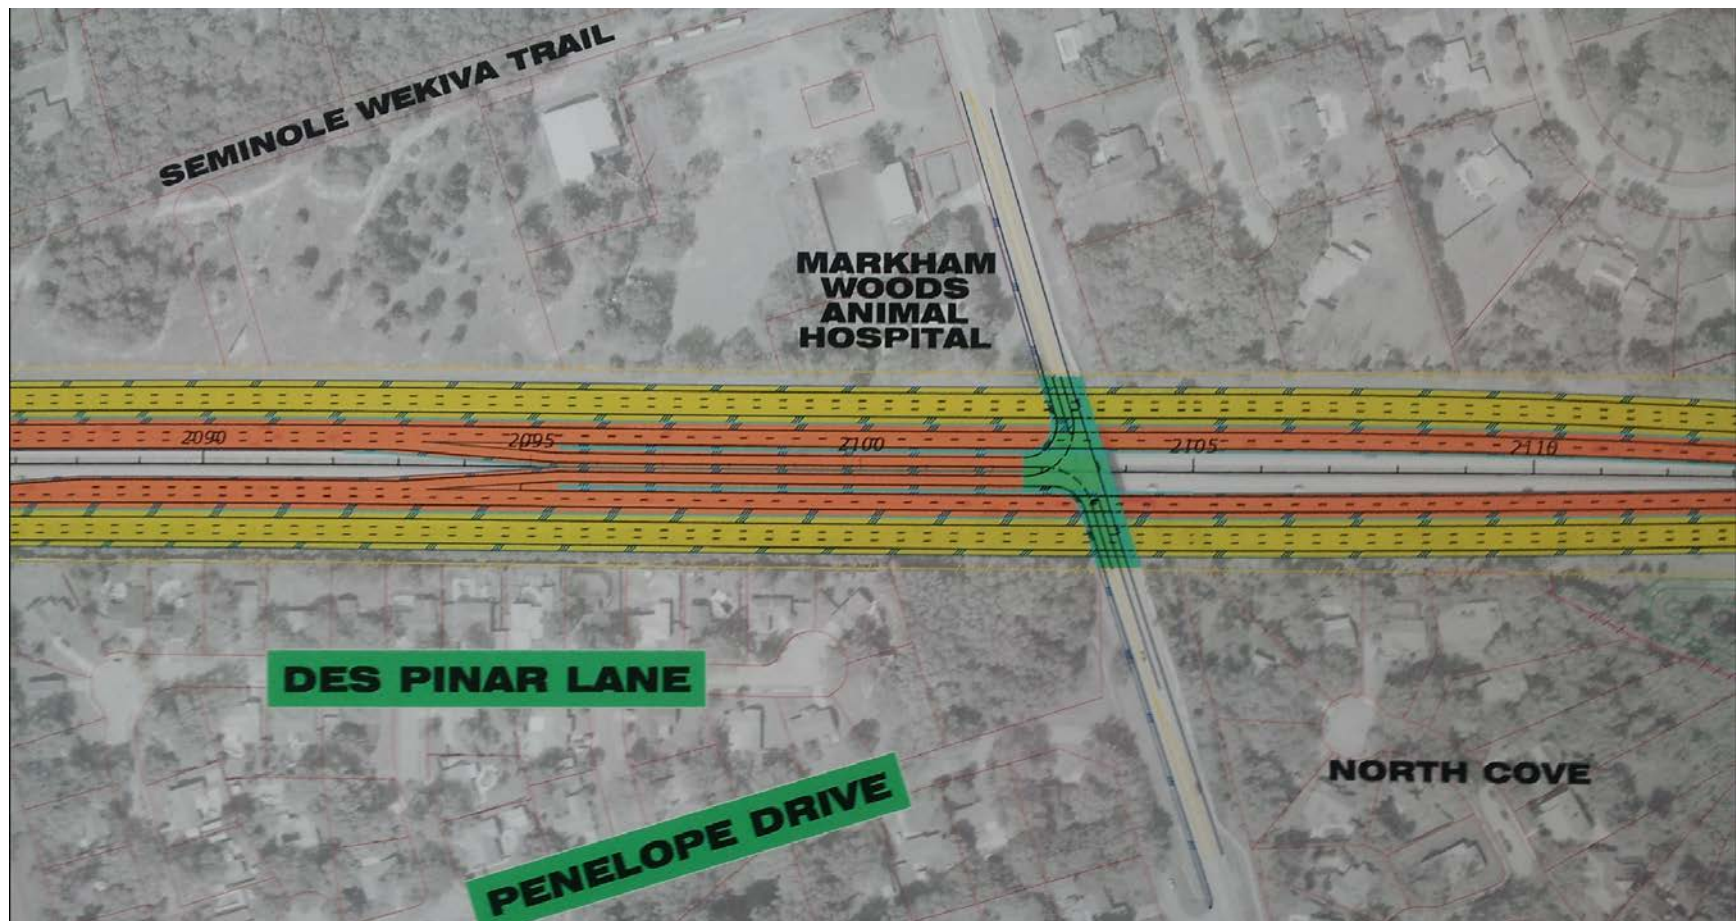 SEMINOLE WEKIVA TRAIL
MARKHAM
WOODS
ANIMAL
HOSPITAL
2090
2095
2100
2105
2110
DES PINAR LANE
PENELOPE DRIVE
NORTH COVE